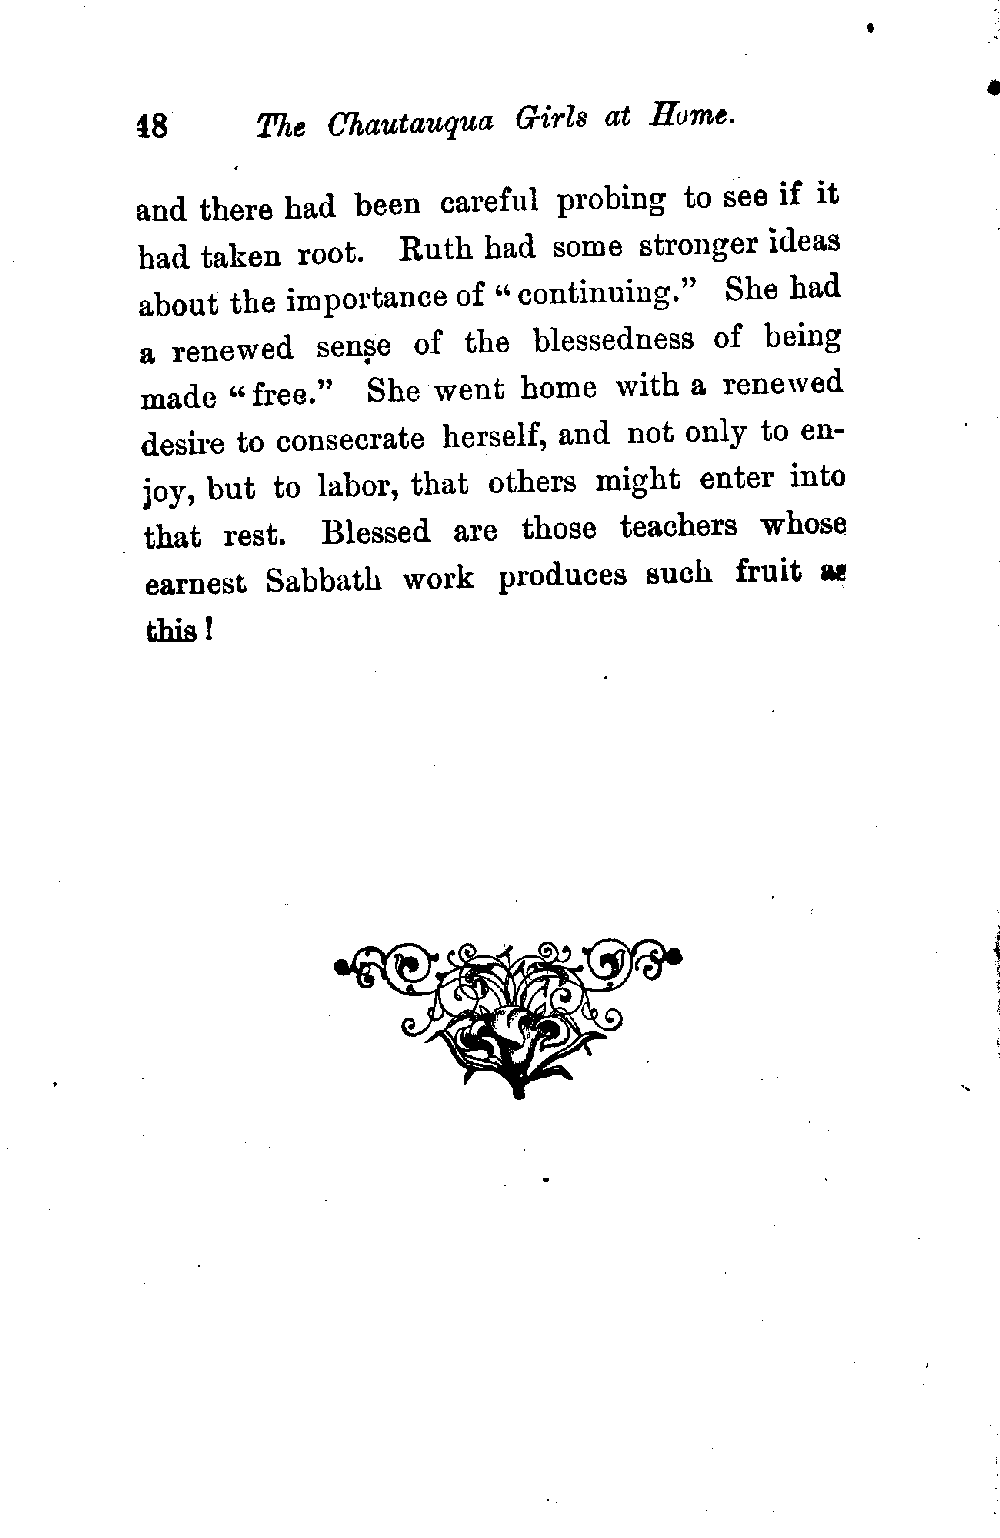 48 The Chautauqua Girls at Home.
and there had been careful probing to see if it
had taken root. Ruth had some stronger ideas
about the importance of “continuing.” She had
a renewed sense of the blessedness of being
made “free.” She went home with a renewed
desire to consecrate herself, and not only to en-
joy, but to labor, that others might enter into
that rest. Blessed are those teachers whose
earnest Sabbath work produces such fruit as
this!